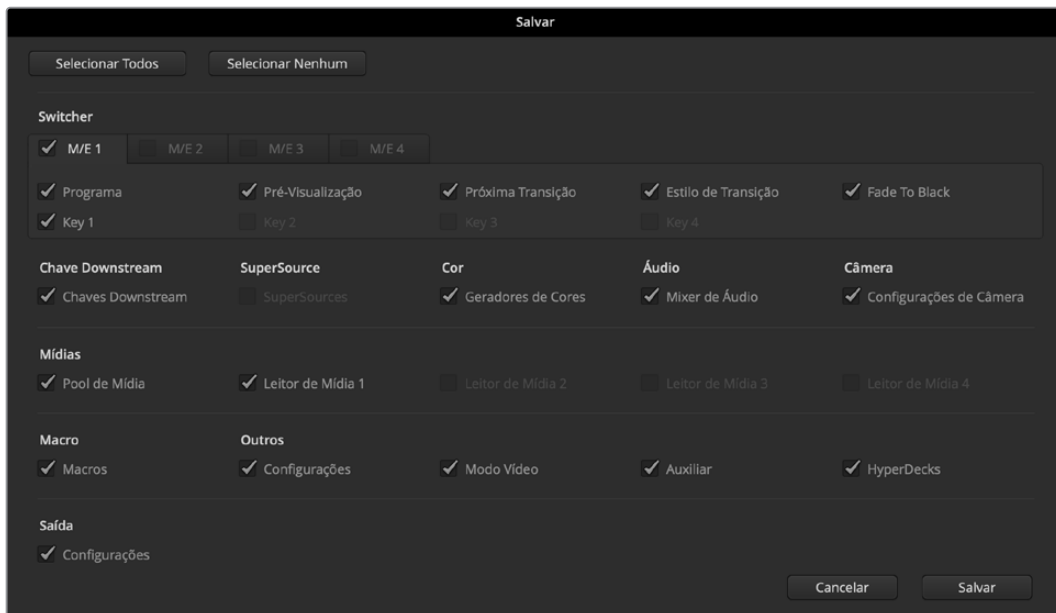 Salvar
Selecionar Todos Selecionar Nenhum
Switcher
M/E 1 M/E 2 M/E 3 M/E 4
Programa Pré-Visualização Próxima Transição Estilo de Transição Fade To Black
Key 1 Key 2 Key 3 Key 4
Chave Downstream SuperSource Cor Áudio Câmera
Chaves Downstream SuperSources Geradores de Cores Mixer de Áudio Configurações de Câmera
Mídias
Pool de Mídia Leitor de Mídia 1 Leitor de Mídia 2 Leitor de Mídia 3 Leitor de Mídia 4
Macro Outros
Macros Configurações Modo Vídeo Auxiliar HyperDecks
Saída
Configurações
Cancelar Salvar